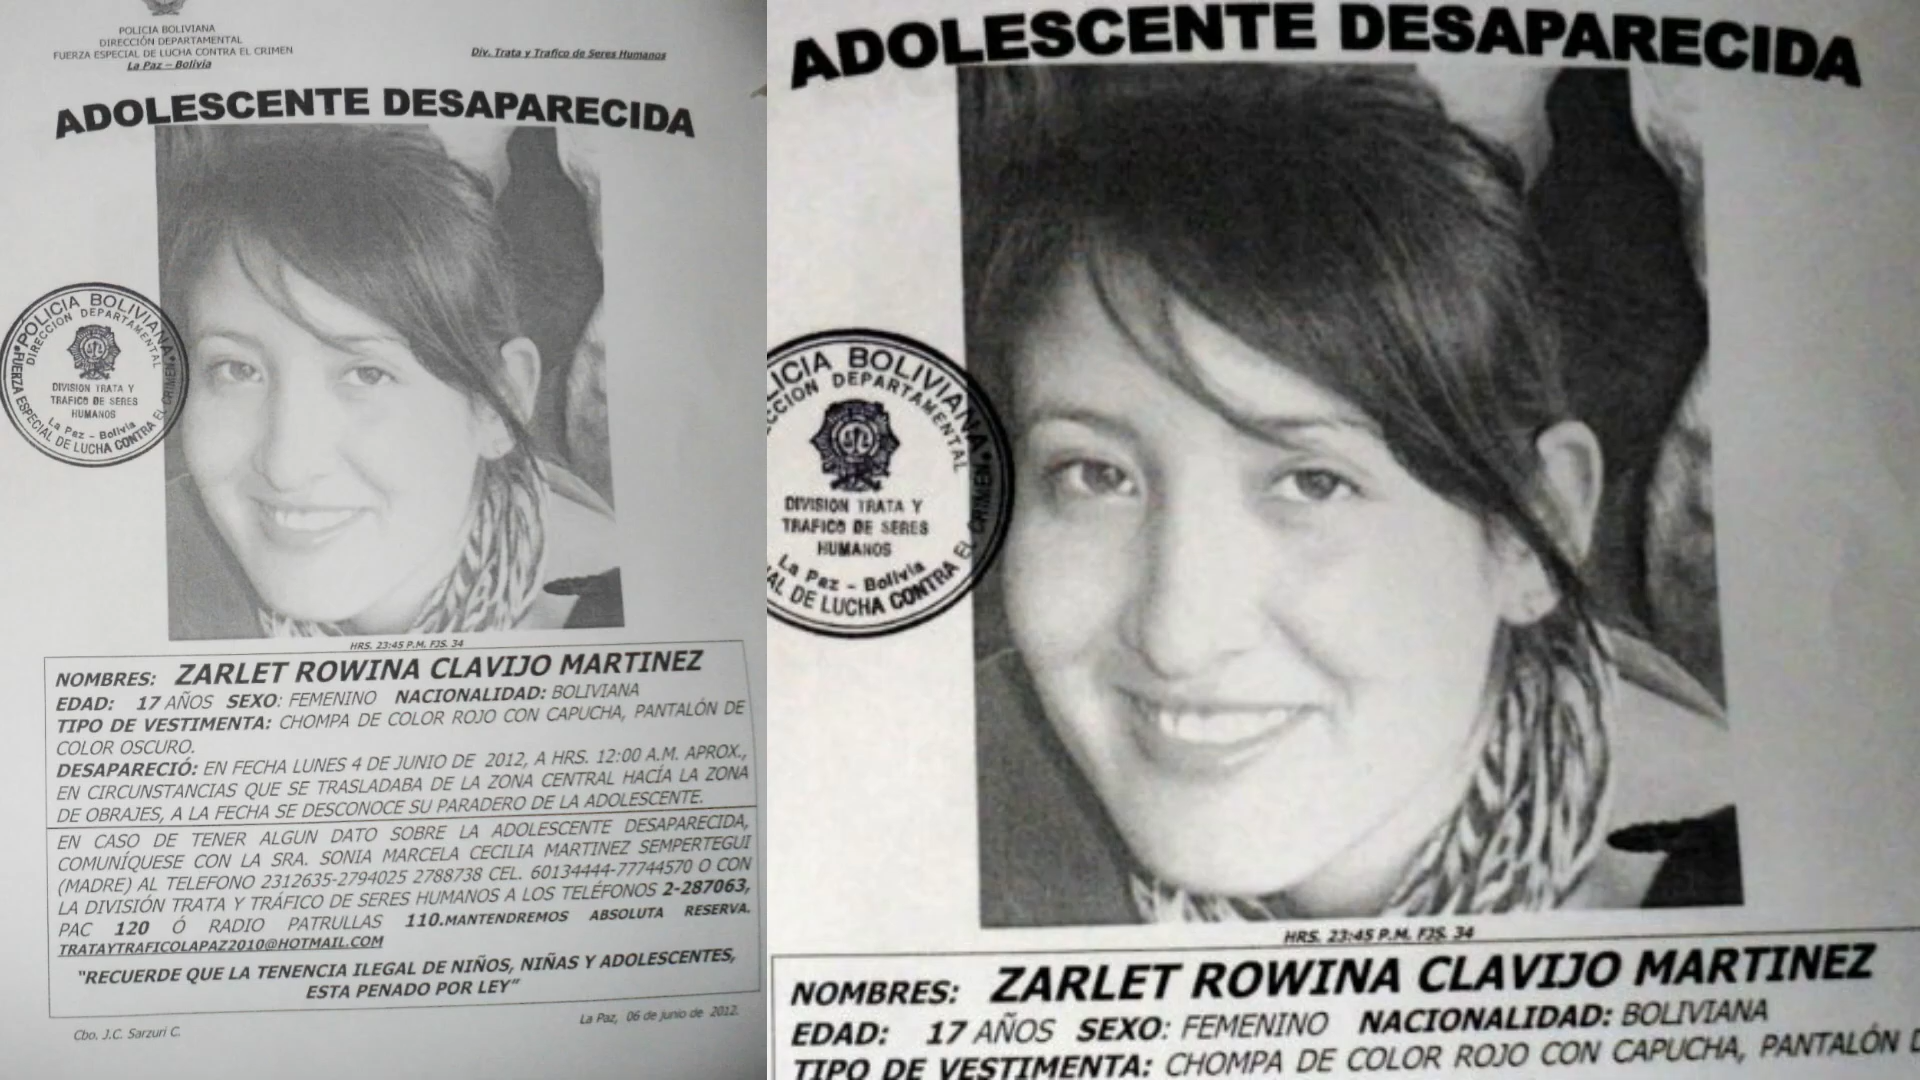 POLICIA BOLIVIANA
DIRECCIÓN DEPARTAMENTAL
FUERZA ESPECIAL DE LUCHA CONTRA EL CRIMEN
La Paz – Bolivia
Div. Trata y Trafico de Seres Humanos
ADOLESCENTE DESAPARECIDA
POLICIA BOLIVIANA
DIRECCION DEPARTAMENTAL
DIVISION TRATA Y
TRAFICO DE SERES
HUMANOS
La Paz - Bolivia
FUERZA ESPECIAL DE LUCHA CONTRA EL CRIMEN
HRS. 23:45 P.M. FJS. 34
NOMBRES: ZARLET ROWINA CLAVIJO MARTINEZ
EDAD: 17 AÑOS SEXO: FEMENINO NACIONALIDAD: BOLIVIANA
TIPO DE VESTIMENTA: CHOMPA DE COLOR ROJO CON CAPUCHA, PANTALÓN DE
COLOR OSCURO.
DESAPARECIÓ: EN FECHA LUNES 4 DE JUNIO DE 2012, A HRS. 12:00 A.M. APROX.,
EN CIRCUNSTANCIAS QUE SE TRASLADABA DE LA ZONA CENTRAL HACÍA LA ZONA
DE OBRAJES, A LA FECHA SE DESCONOCE SU PARADERO DE LA ADOLESCENTE.
EN CASO DE TENER ALGUN DATO SOBRE LA ADOLESCENTE DESAPARECIDA,
COMUNÍQUESE CON LA SRA. SONIA MARCELA CECILIA MARTINEZ SEMPERTEGUI
(MADRE) AL TELEFONO 2312635-2794025 2788738 CEL. 60134444-77744570 O CON
LA DIVISIÓN TRATA Y TRÁFICO DE SERES HUMANOS A LOS TELÉFONOS 2-287063,
PAC 120 Ó RADIO PATRULLAS 110.MANTENDREMOS ABSOLUTA RESERVA.
TRATAYTRAFICOLAPAZ2010@HOTMAIL.COM
"RECUERDE QUE LA TENENCIA ILEGAL DE NIÑOS, NIÑAS Y ADOLESCENTES,
ESTA PENADO POR LEY"
La Paz, 06 de junio de 2012.
Cbo. J.C. Sarzuri C.
ADOLESCENTE DESAPARECIDA
ICIA BOLIVIANA
CCION DEPARTAMENTAL
DIVISION TRATA Y
TRAFICO DE SERES
HUMANOS
La Paz - Bolivia
AL DE LUCHA CONTRA EL CRIMEN
HRS. 23:45 P.M. FJS. 34
NOMBRES: ZARLET ROWINA CLAVIJO MARTINEZ
EDAD: 17 AÑOS SEXO: FEMENINO NACIONALIDAD: BOLIVIANA
TIPO DE VESTIMENTA: CHOMPA DE COLOR ROJO CON CAPUCHA, PANTALÓN D